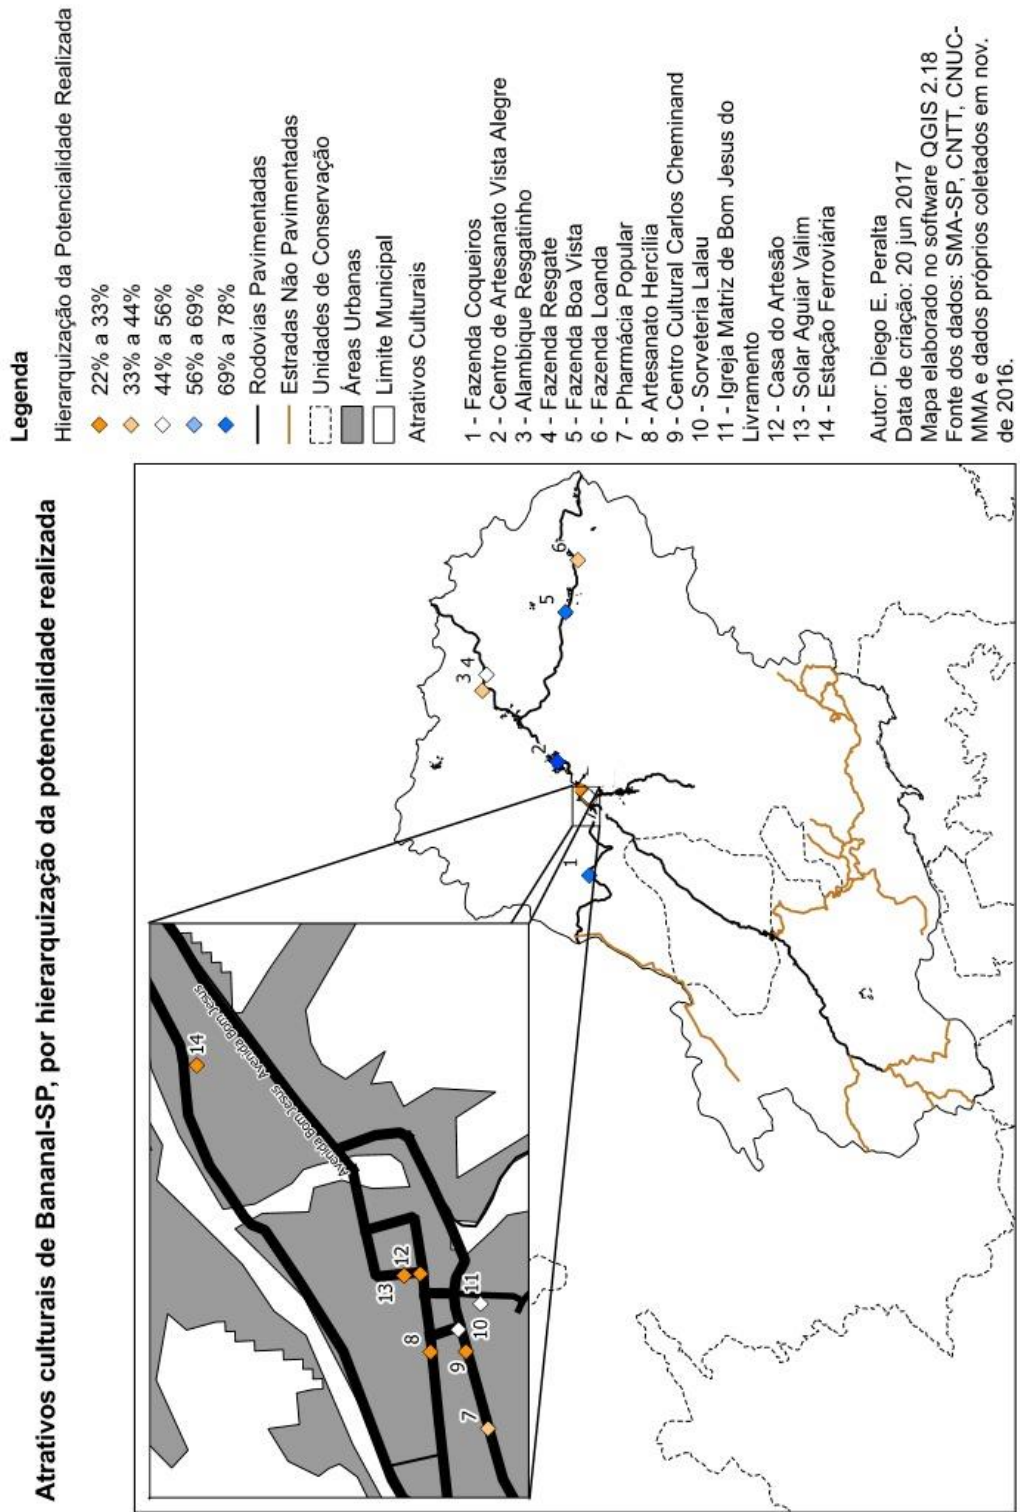 Atrativos culturais de Bananal-SP, por hierarquização da potencialidade realizada
14
Avenida Bom Jesus
Avenida Bom Jesus
13
12
8
11
10
9
7
1
2
3
4
5
6
Legenda
Hierarquização da Potencialidade Realizada
22% a 33%
33% a 44%
44% a 56%
56% a 69%
69% a 78%
Rodovias Pavimentadas
Estradas Não Pavimentadas
Unidades de Conservação
Áreas Urbanas
Limite Municipal
Atrativos Culturais
1 - Fazenda Coqueiros
2 - Centro de Artesanato Vista Alegre
3 - Alambique Resgatinho
4 - Fazenda Resgate
5 - Fazenda Boa Vista
6 - Fazenda Loanda
7 - Pharmácia Popular
8 - Artesanato Hercilia
9 - Centro Cultural Carlos Cheminand
10 - Sorveteria Lalau
11 - Igreja Matriz de Bom Jesus do
Livramento
12 - Casa do Artesão
13 - Solar Aguiar Valim
14 - Estação Ferroviária
Autor: Diego E. Peralta
Data de criação: 20 jun 2017
Mapa elaborado no software QGIS 2.18
Fonte dos dados: SMA-SP, CNTT, CNUC-
MMA e dados próprios coletados em nov.
de 2016.